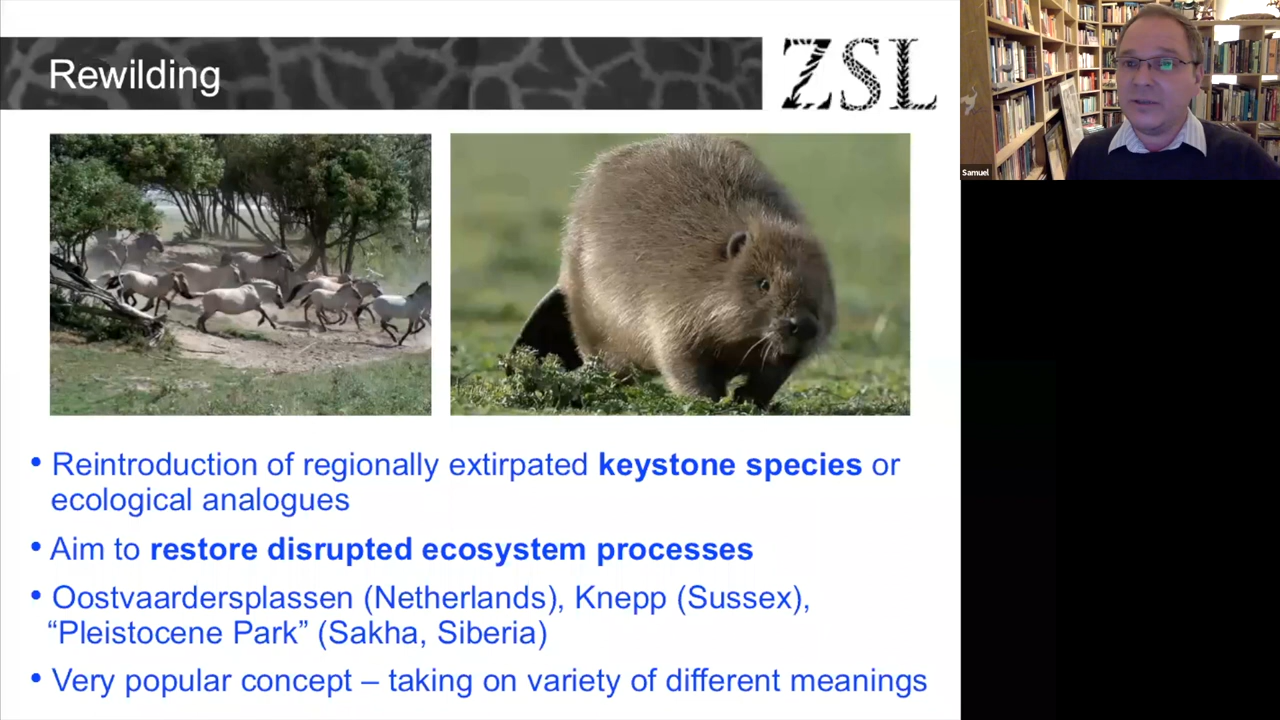 Rewilding
ZSL
Samuel
• Reintroduction of regionally extirpated keystone species or
ecological analogues
• Aim to restore disrupted ecosystem processes
• Oostvaardersplassen (Netherlands), Knepp (Sussex),
“Pleistocene Park” (Sakha, Siberia)
• Very popular concept – taking on variety of different meanings